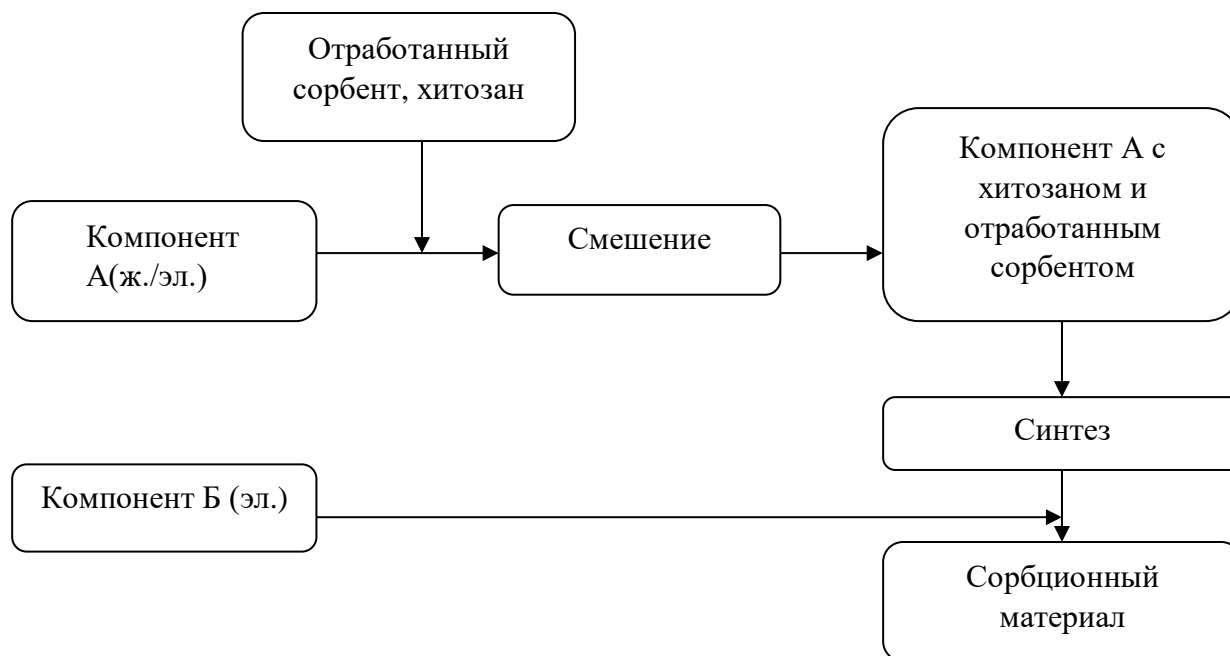 Отработанный
сорбент, хитозан
Компонент
А(ж./эл.)
Смешение
Компонент А с
хитозаном и
отработанным
сорбентом
Синтез
Компонент Б (эл.)
Сорбционный
материал